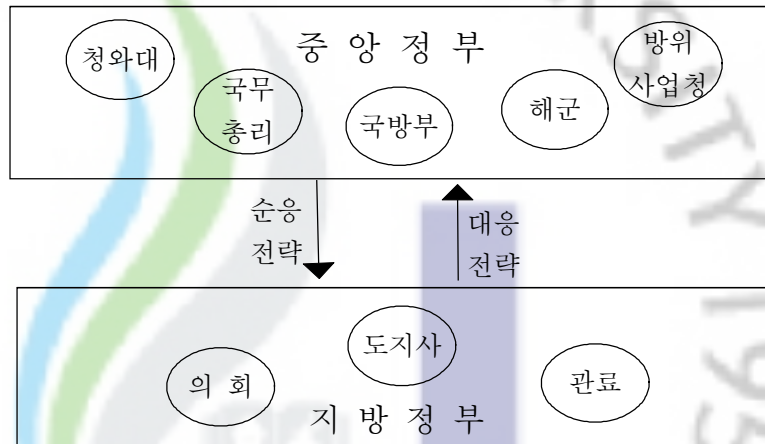 중 앙 정 부
청와대
국무
총리
국방부
해군
방위
사업청
순응
전략
대응
전략
도지사
의 회
관료
지 방 정 부